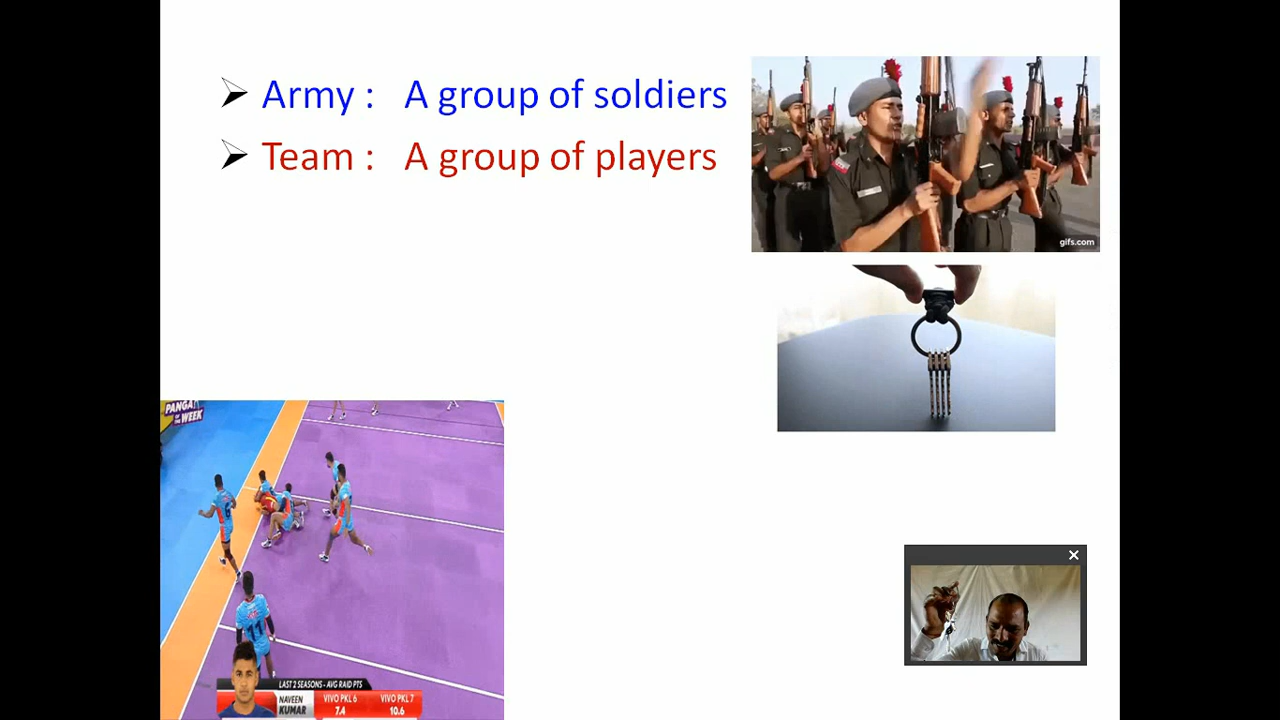 Army : A group of soldiers
Team : A group of players
gifs.com
PANGA
OF THE
WEEK
11
LAST 2 SEASONS - AVG RAID PTS
NAVEEN
KUMAR
VIVO PKL 6
7.4
VIVO PKL 7
10.6